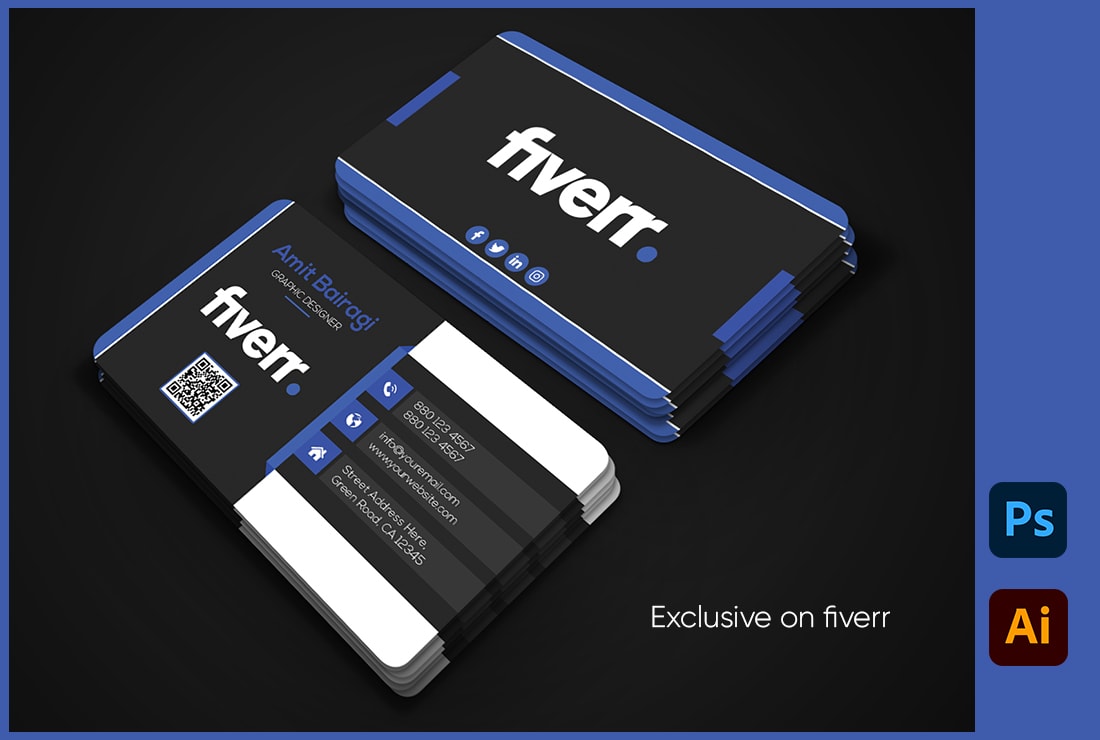 fiverr.
Amit Bairagi
GRAPHIC DESIGNER
fiverr.
880 123 4567
880 123 4567
info@youremail.com
www.yourwebsite.com
Street Address Here,
Green Road, CA 12345
Exclusive on fiverr
Ps
Ai